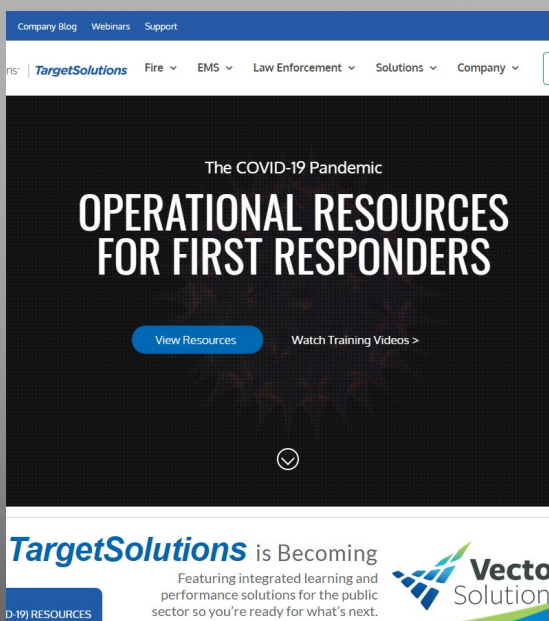 Company Blog Webinars Support
TargetSolutions Fire EMS Law Enforcement Solutions Company
The COVID-19 Pandemic
OPERATIONAL RESOURCES
FOR FIRST RESPONDERS
View Resources Watch Training Videos >
TargetSolutions is Becoming
Featuring integrated learning and
performance solutions for the public
sector so you're ready for what's next.
Vecto
Solution
D-19) RESOURCES